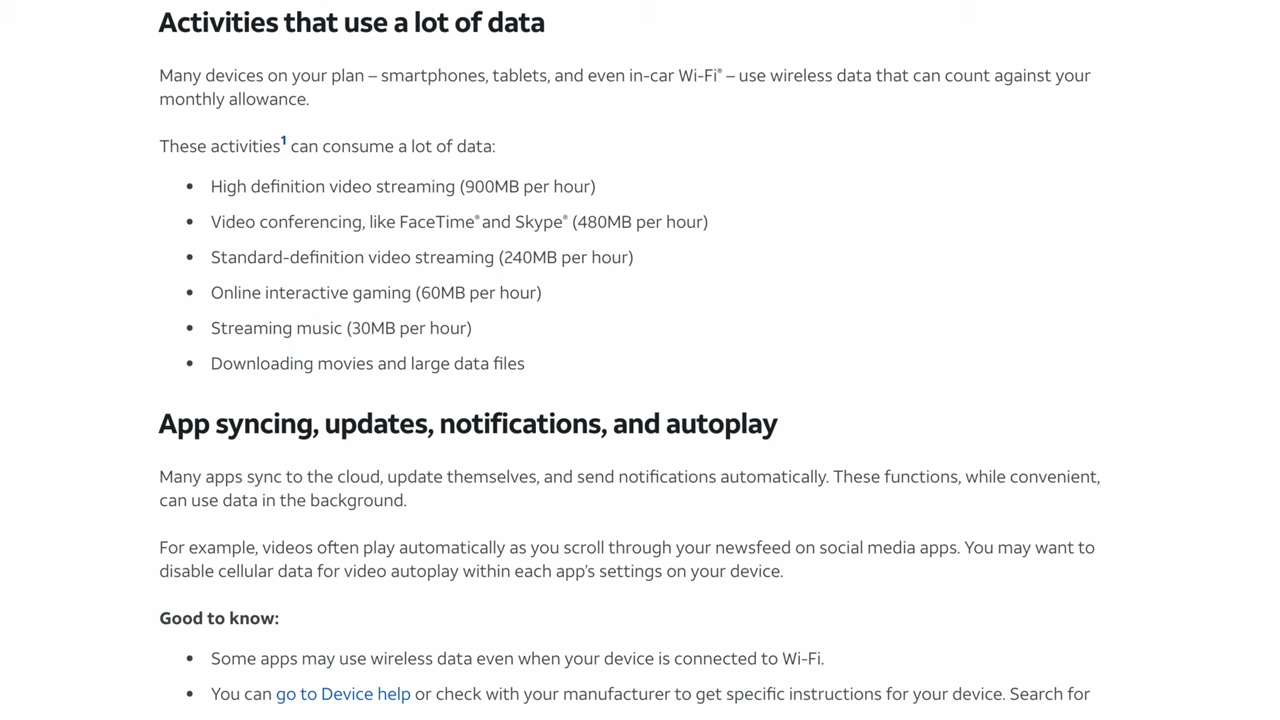 Activities that use a lot of data
Many devices on your plan – smartphones, tablets, and even in-car Wi-Fi® – use wireless data that can count against your
monthly allowance.
These activities¹ can consume a lot of data:
• High definition video streaming (900MB per hour)
• Video conferencing, like FaceTime® and Skype® (480MB per hour)
• Standard-definition video streaming (240MB per hour)
• Online interactive gaming (60MB per hour)
• Streaming music (30MB per hour)
• Downloading movies and large data files
App syncing, updates, notifications, and autoplay
Many apps sync to the cloud, update themselves, and send notifications automatically. These functions, while convenient,
can use data in the background.
For example, videos often play automatically as you scroll through your newsfeed on social media apps. You may want to
disable cellular data for video autoplay within each app’s settings on your device.
Good to know:
• Some apps may use wireless data even when your device is connected to Wi-Fi.
• You can go to Device help or check with your manufacturer to get specific instructions for your device. Search for